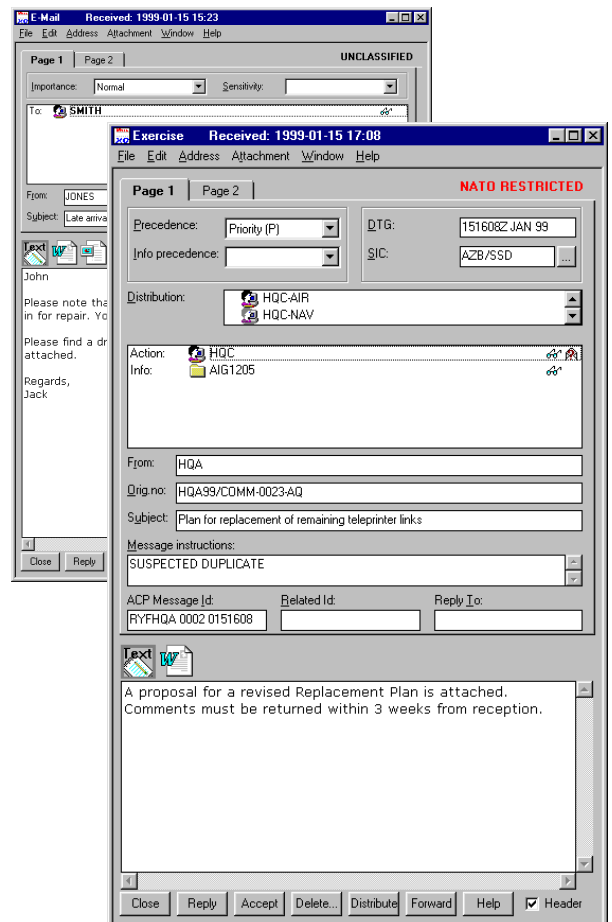 E-Mail Received: 1999-01-15 15:23
File Edit Address Attachment Window Help
Page 1 Page 2 UNCLASSIFIED
Importance: Normal Sensitivity:
To: SMITH
From: JONES
Subject: Late
Text
John
Please note
in for repair.
Please find a
attached.
Regards,
Jack
Close Reply
Exercise Received: 1999-01-15 17:08
File Edit Address Attachment Window Help
Page 1 Page 2 NATO RESTRICTED
Precedence: Priority (P) DTG: 151608Z JAN 99
Info precedence: SIC: AZB/SSD ...
Distribution: HQC-AIR
HQC-NAV
Action: HQC
Info: AIG1205
From: HQA
Orig.no: HQA99/COMM-0023-AQ
Subject: Plan for replacement of remaining teleprinter links
Message instructions:
SUSPECTED DUPLICATE
ACP Message Id: Related Id: Reply To:
RYFHQA 0002 0151608
Text
A proposal for a revised Replacement Plan is attached.
Comments must be returned within 3 weeks from reception.
Close Reply Accept Delete... Distribute Forward Help Header